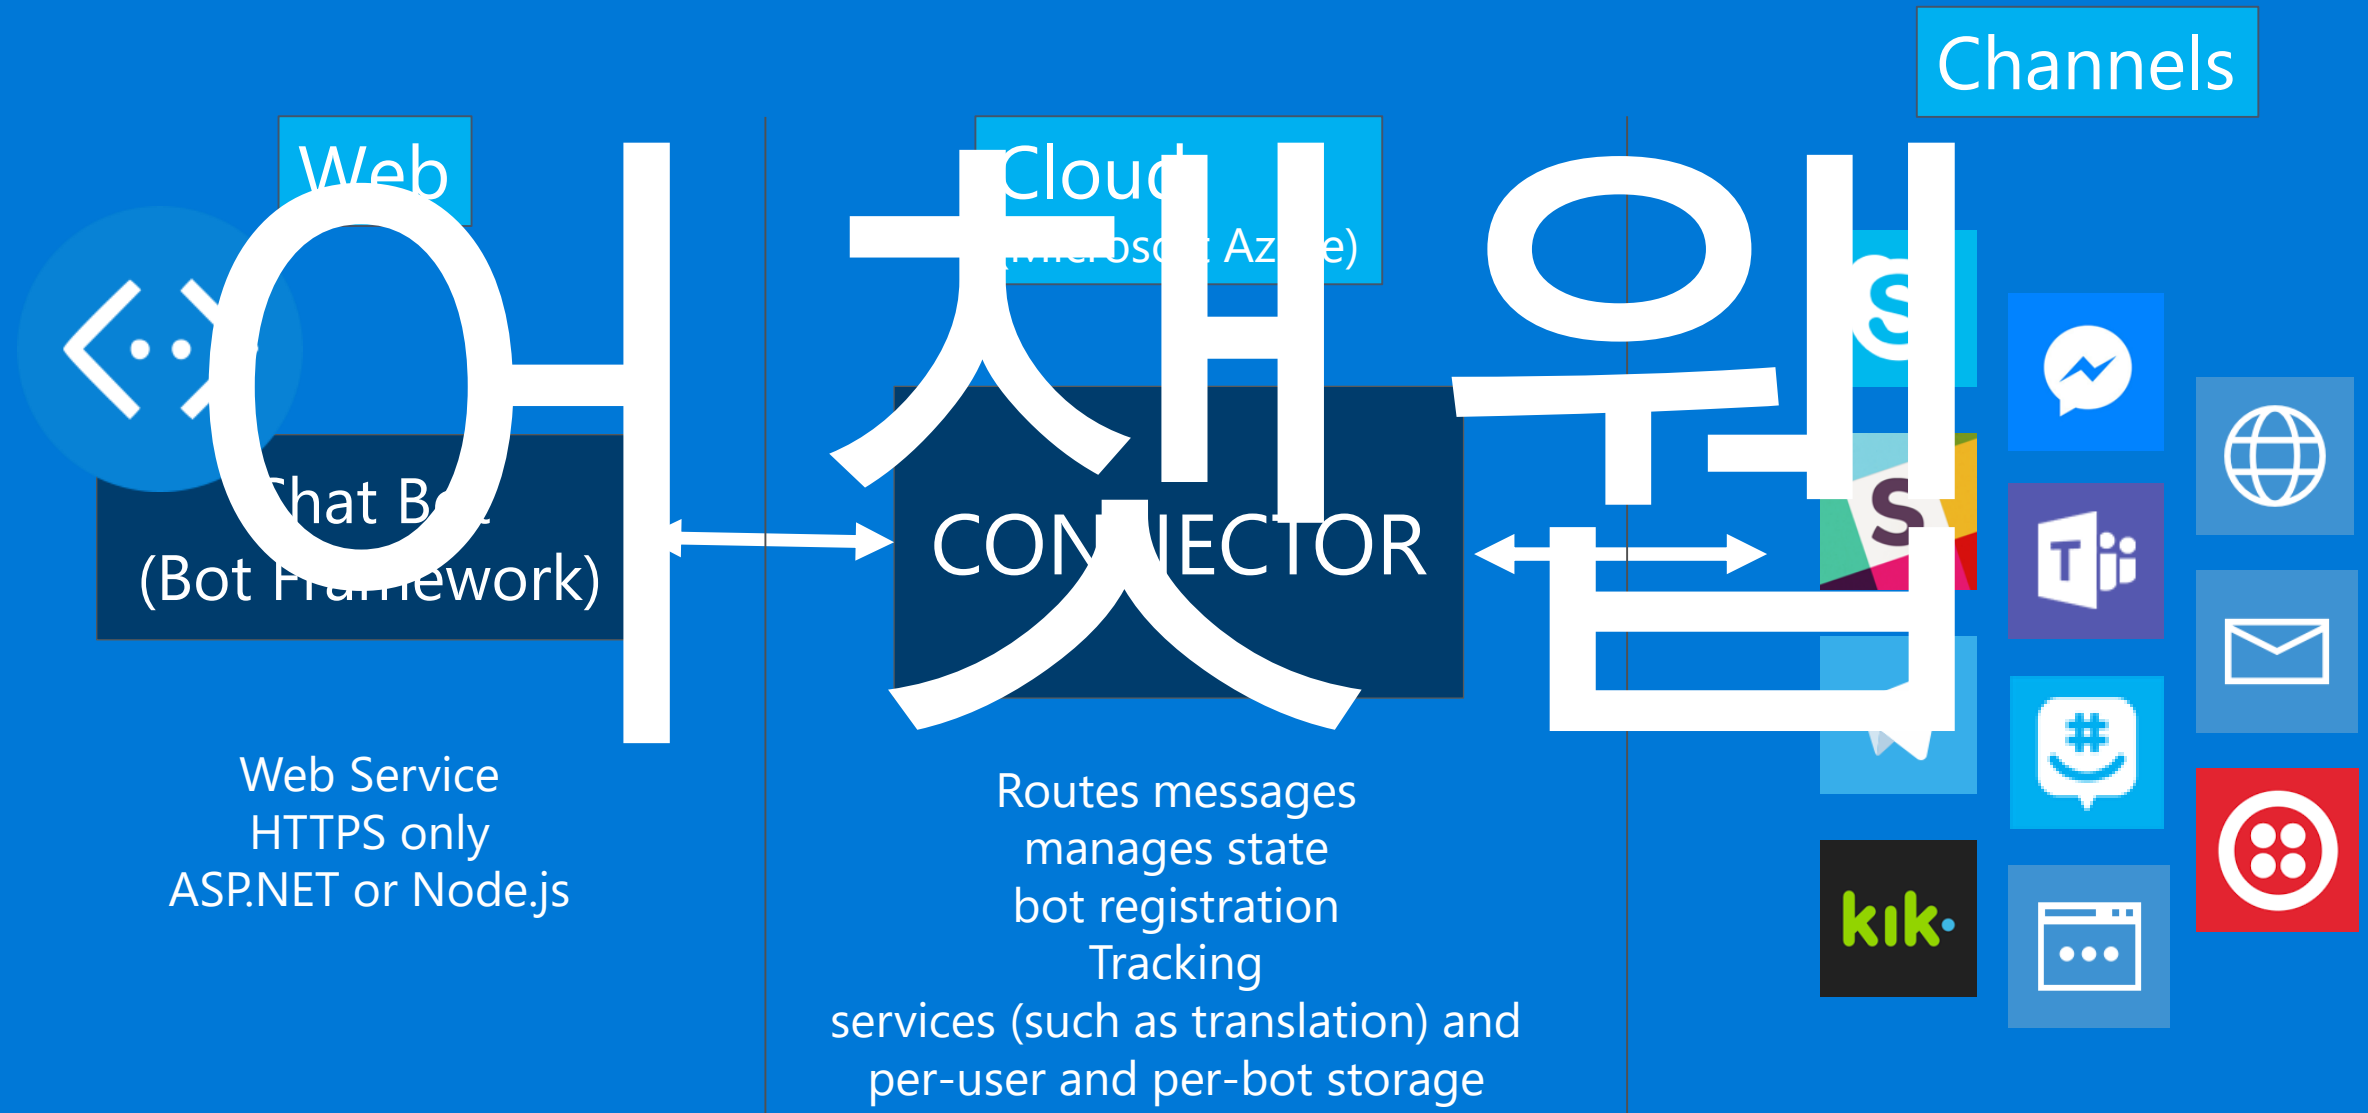 Channels
Web
Cloud
(Microsoft Azure)
어 챗 웹
Chat Bot
(Bot Framework)
CONNECTOR
Web Service
HTTPS only
ASP.NET or Node.js
Routes messages
manages state
bot registration
Tracking
services (such as translation) and
per-user and per-bot storage
S
S
T
#
kik